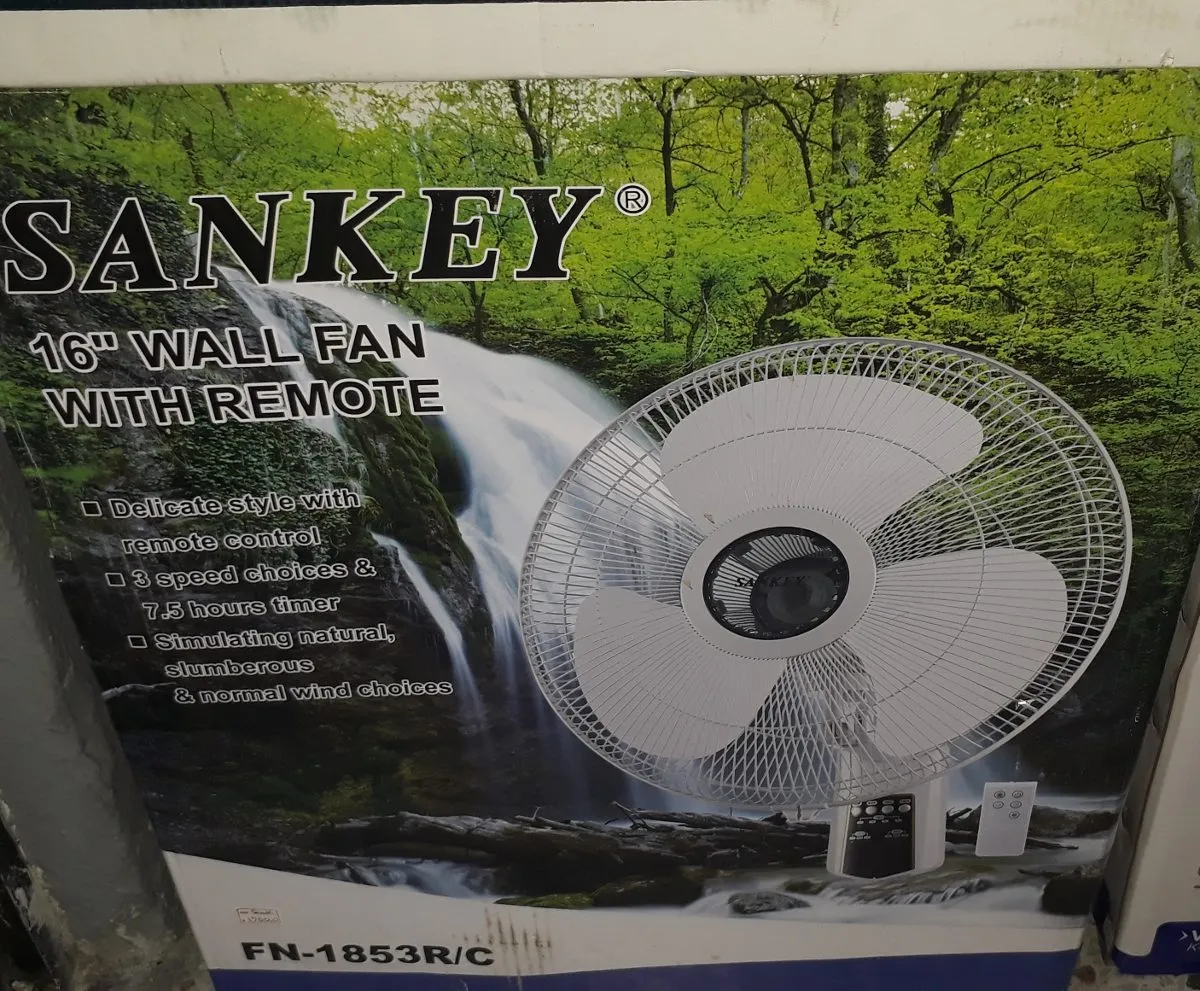 SANKEY®
16" WALL FAN
WITH REMOTE
■ Delicate style with
remote control
■ 3 speed choices &
7.5 hours timer
■ Simulating natural,
slumberous
& normal wind choices
SANKEY
FN-1853R/C